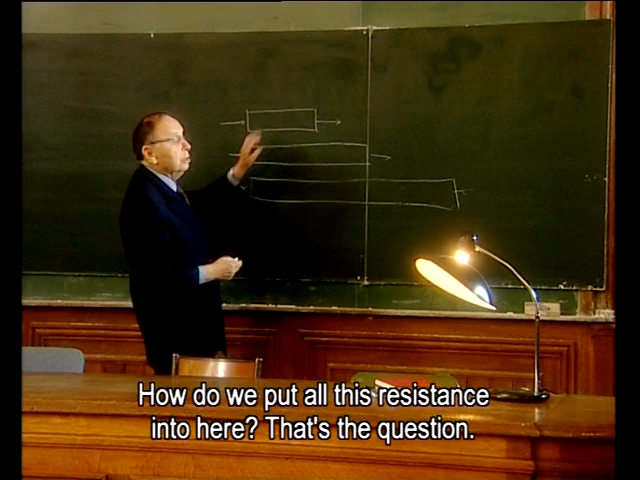 How do we put all this resistance
into here? That's the question.